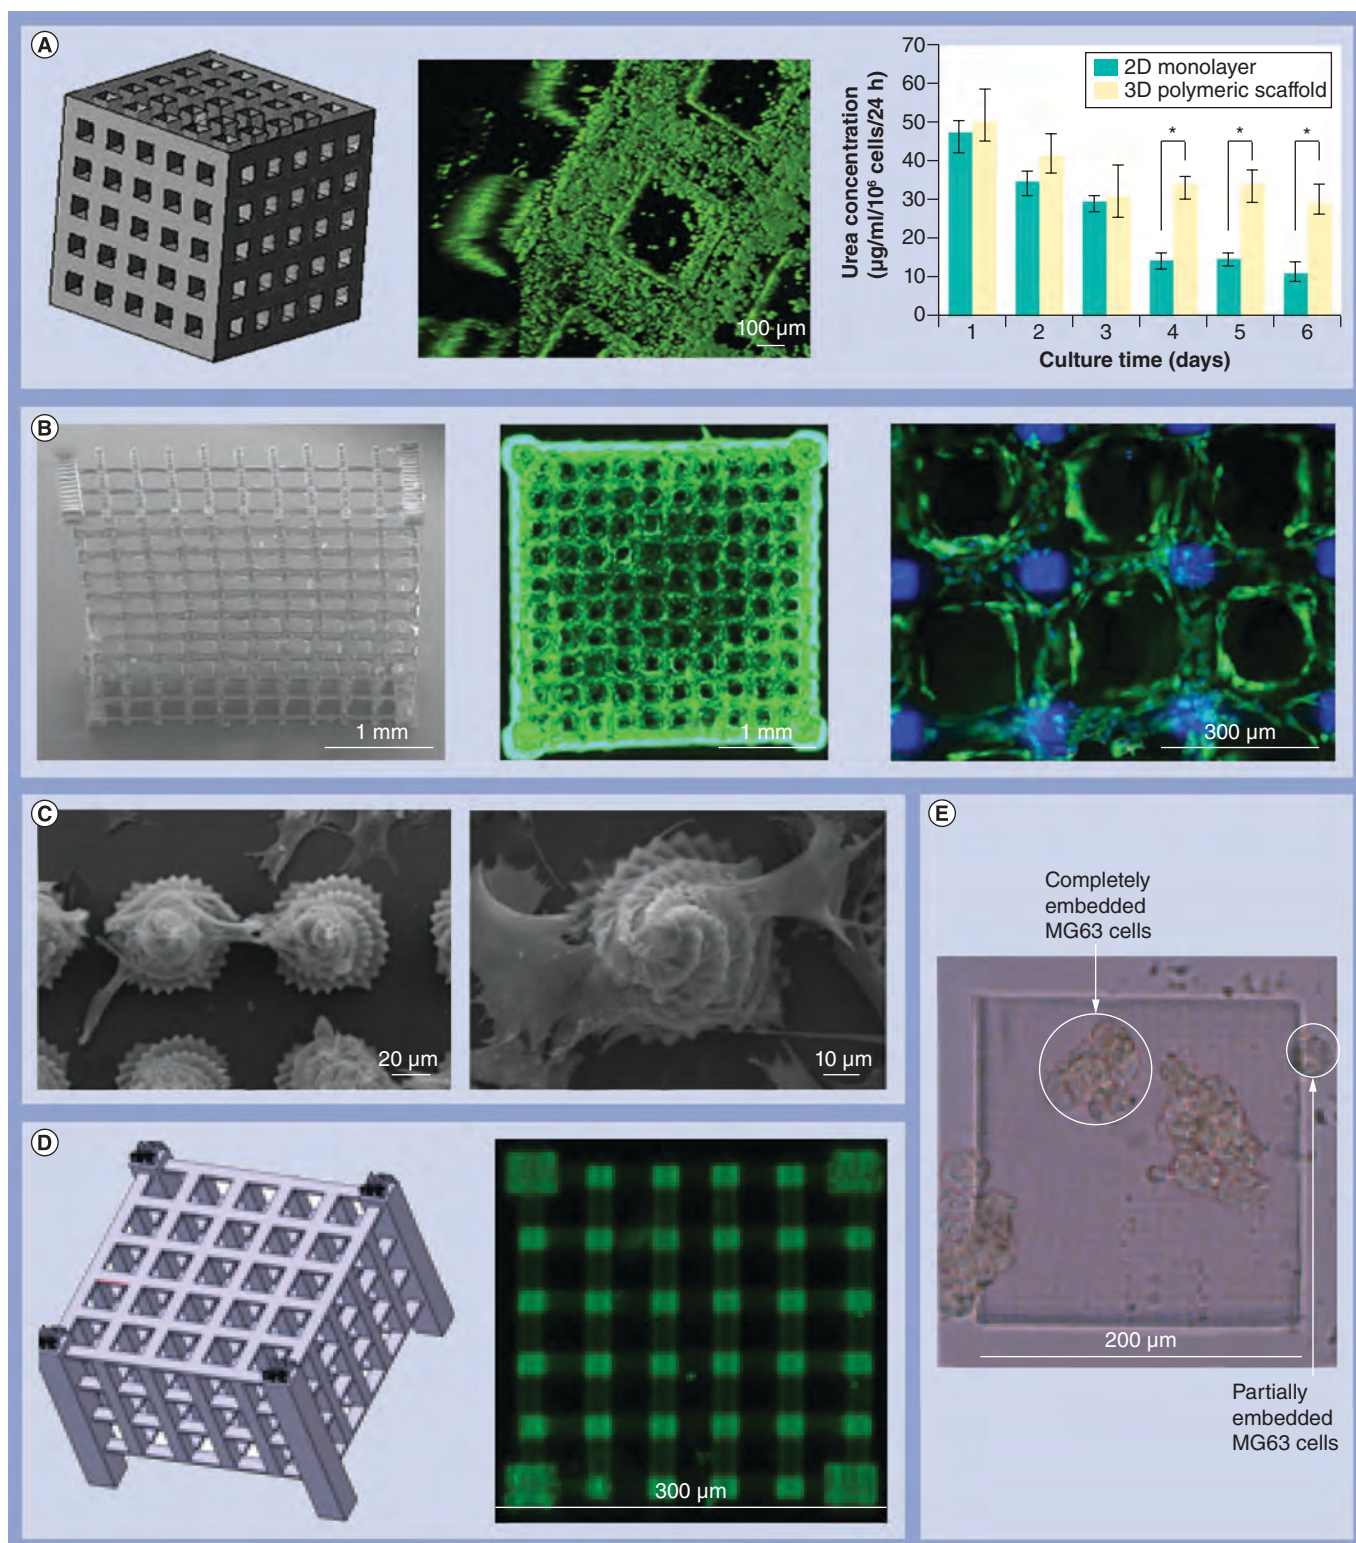 A
100 µm
Urea concentration
(µg/ml/10⁶ cells/24 h)
70
60
50
40
30
20
10
0
2D monolayer
3D polymeric scaffold
*
*
*
1 2 3 4 5 6
Culture time (days)
B
1 mm
1 mm
300 µm
C
20 µm
10 µm
D
300 µm
E
Completely
embedded
MG63 cells
200 µm
Partially
embedded
MG63 cells